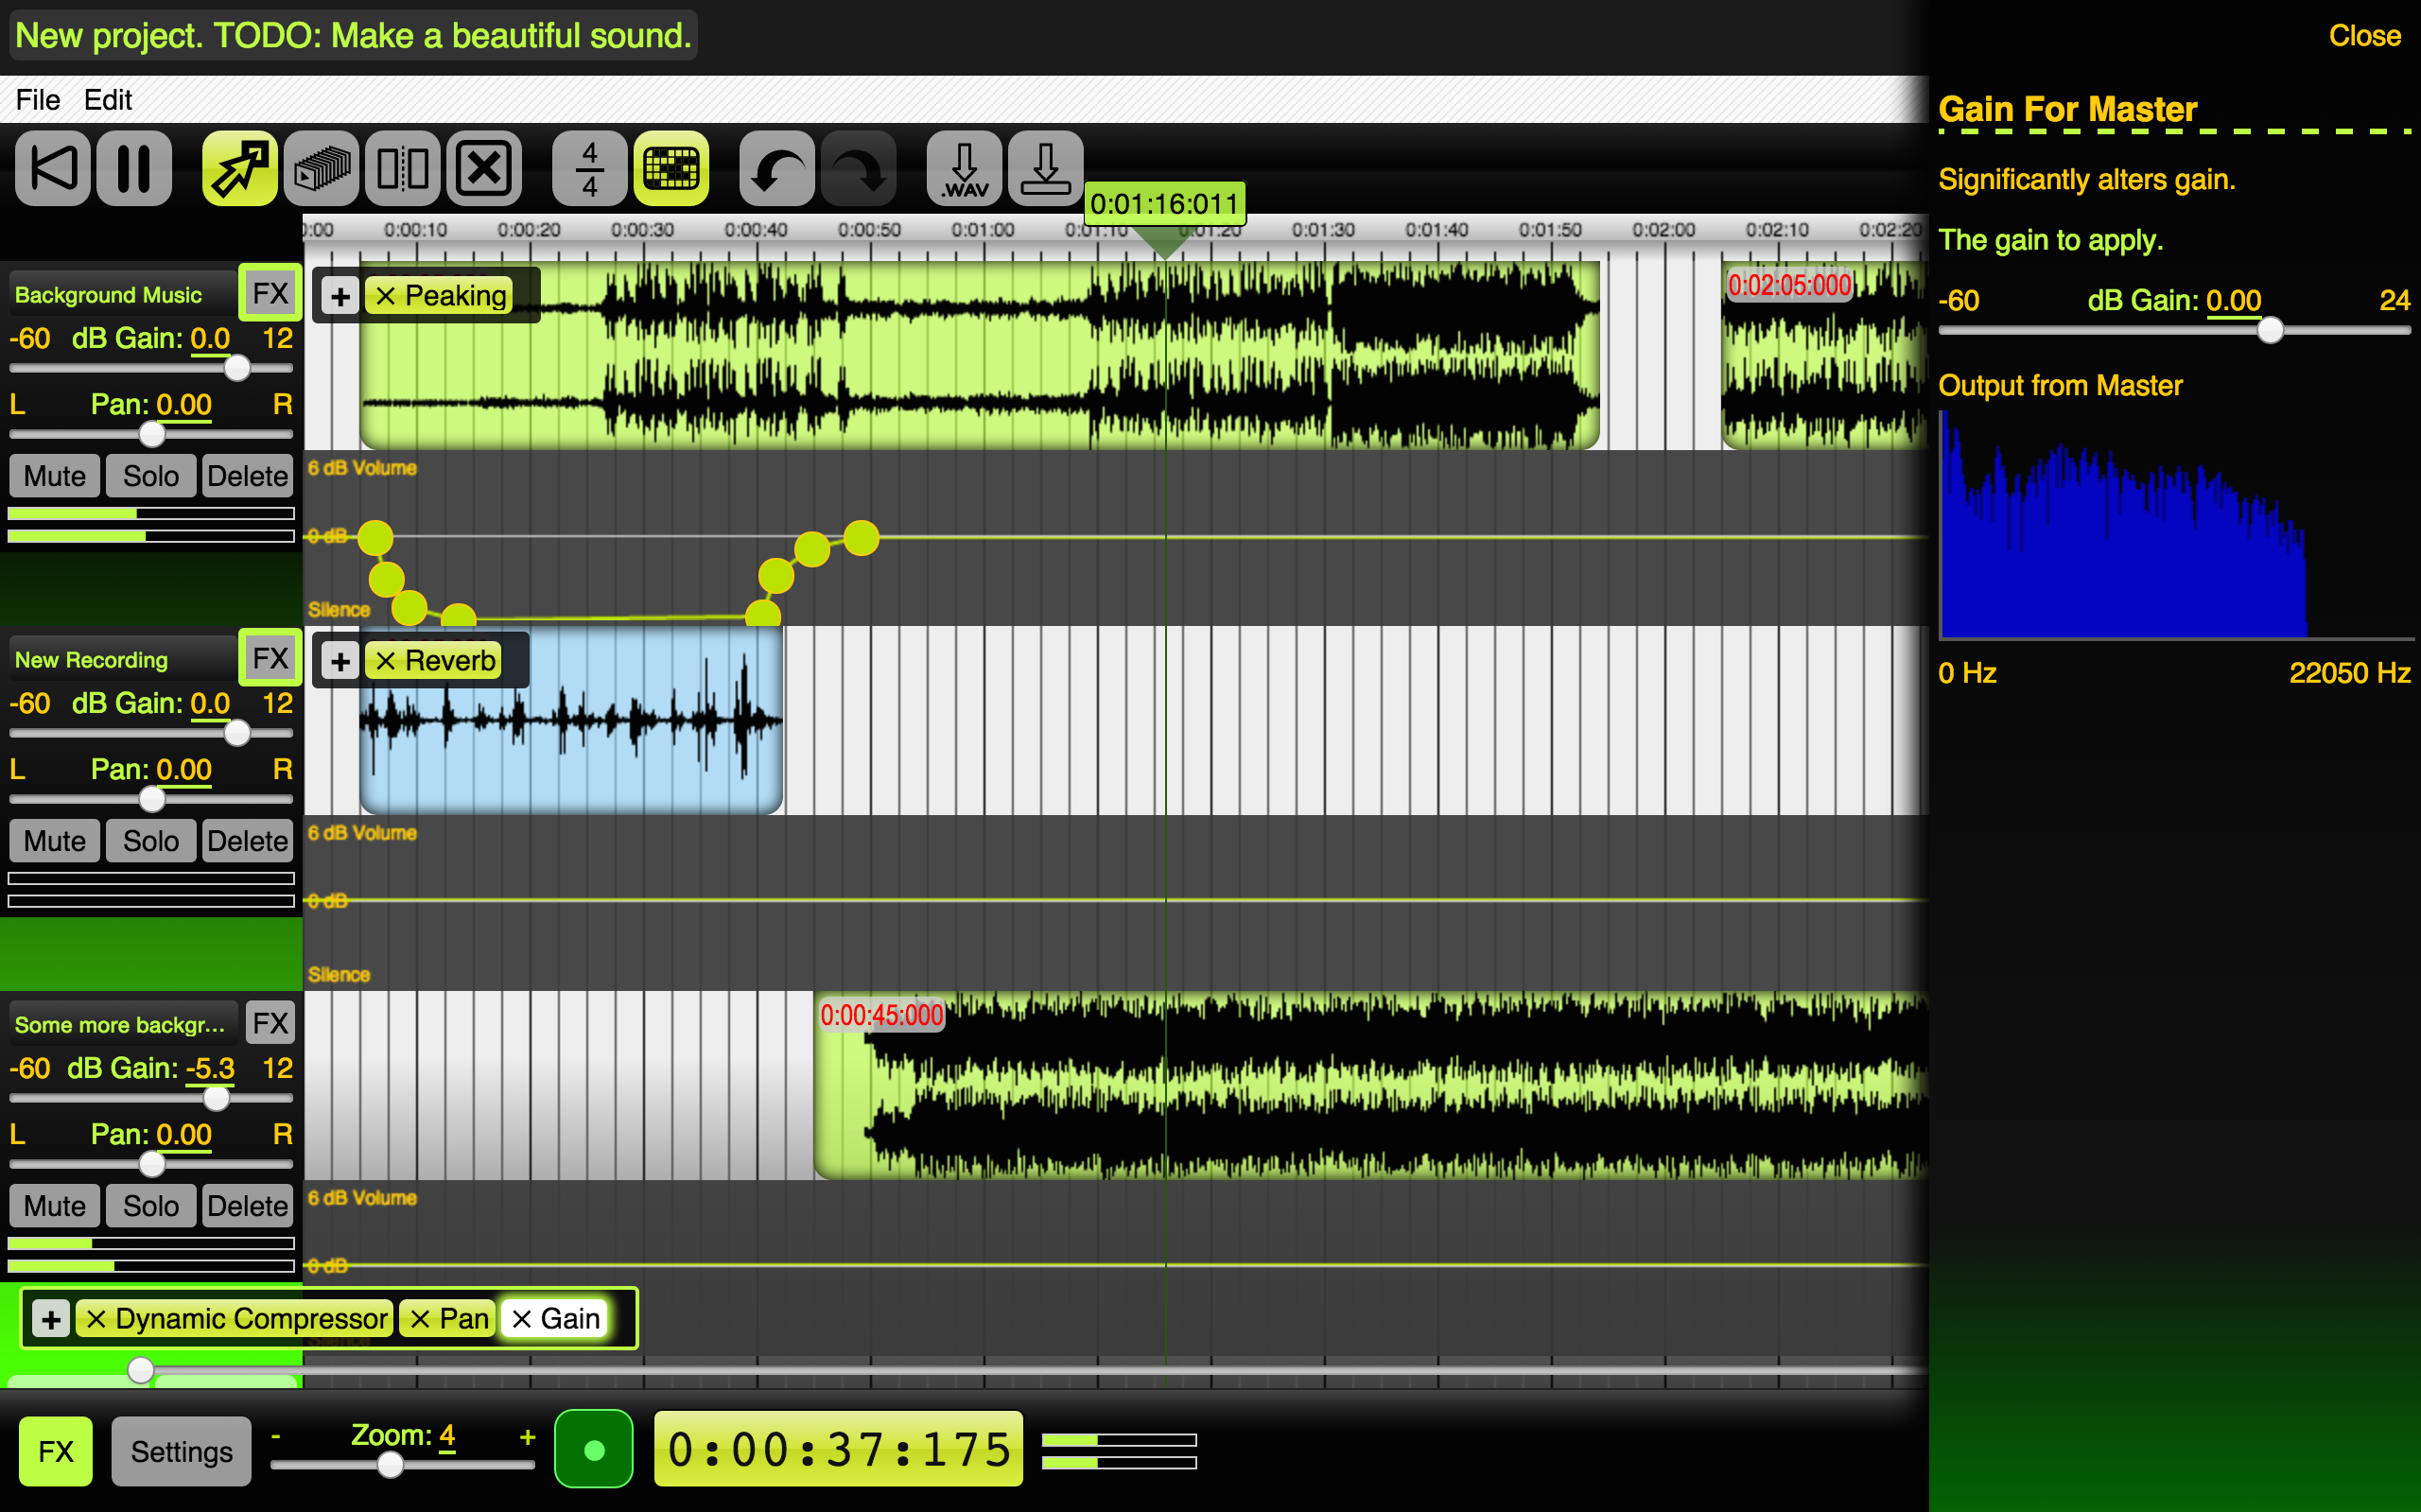 New project. TODO: Make a beautiful sound.
Close
File Edit
4
4
.WAV
0:01:16:011
0:00:10 0:00:20 0:00:30 0:00:40 0:00:50 0:01:00 0:01:10 0:01:20 0:01:30 0:01:40 0:01:50 0:02:00 0:02:10 0:02:20
Background Music FX
-60 dB Gain: 0.0 12
L Pan: 0.00 R
Mute Solo Delete
+ × Peaking
0:02:05:000
6 dB Volume
0 dB
Silence
New Recording FX
-60 dB Gain: 0.0 12
L Pan: 0.00 R
Mute Solo Delete
+ × Reverb
6 dB Volume
0 dB
Silence
Some more backgr... FX
-60 dB Gain: -5.3 12
L Pan: 0.00 R
Mute Solo Delete
0:00:45:000
6 dB Volume
0 dB
+ × Dynamic Compressor × Pan × Gain
FX Settings
- Zoom: 4 +
0:00:37:175
Gain For Master
Significantly alters gain.
The gain to apply.
-60 dB Gain: 0.00 24
Output from Master
0 Hz 22050 Hz